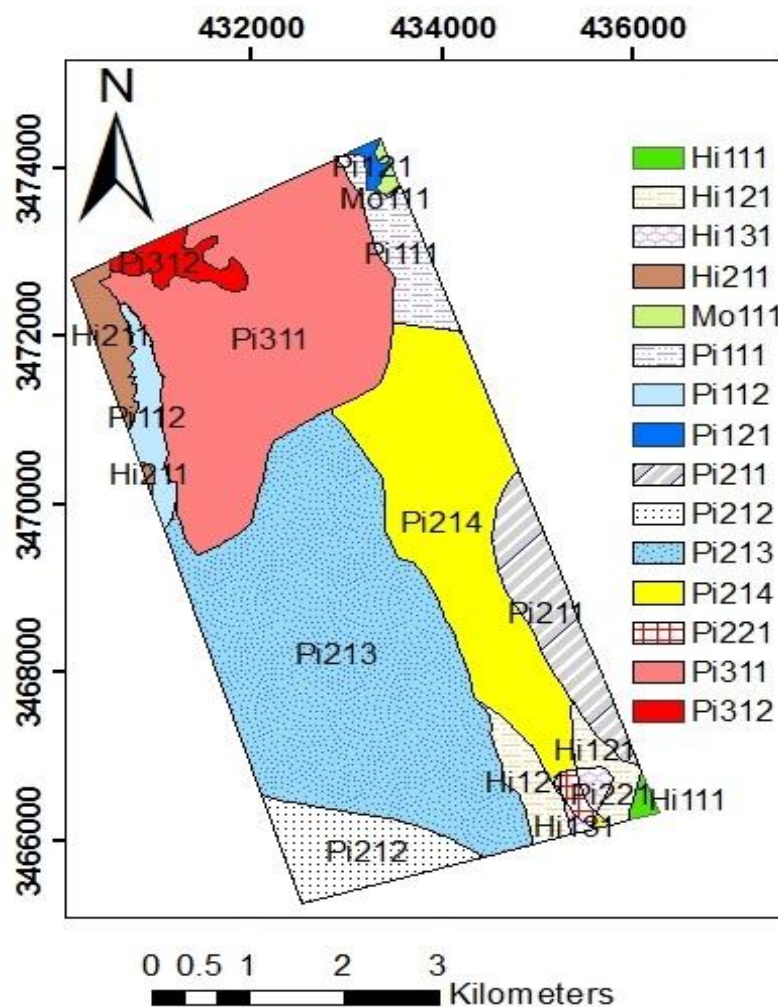 432000 434000 436000
N
3474000
3472000
3470000
3468000
3466000
Pi121
Mo111
Pi111
Pi312
Hi211
Pi311
Pi112
Hi211
Pi214
Pi211
Pi213
Hi121
Hi121
Pi221
Hi111
Hi131
Pi212
Hi111
Hi121
Hi131
Hi211
Mo111
Pi111
Pi112
Pi121
Pi211
Pi212
Pi213
Pi214
Pi221
Pi311
Pi312
0 0.5 1 2 3
Kilometers